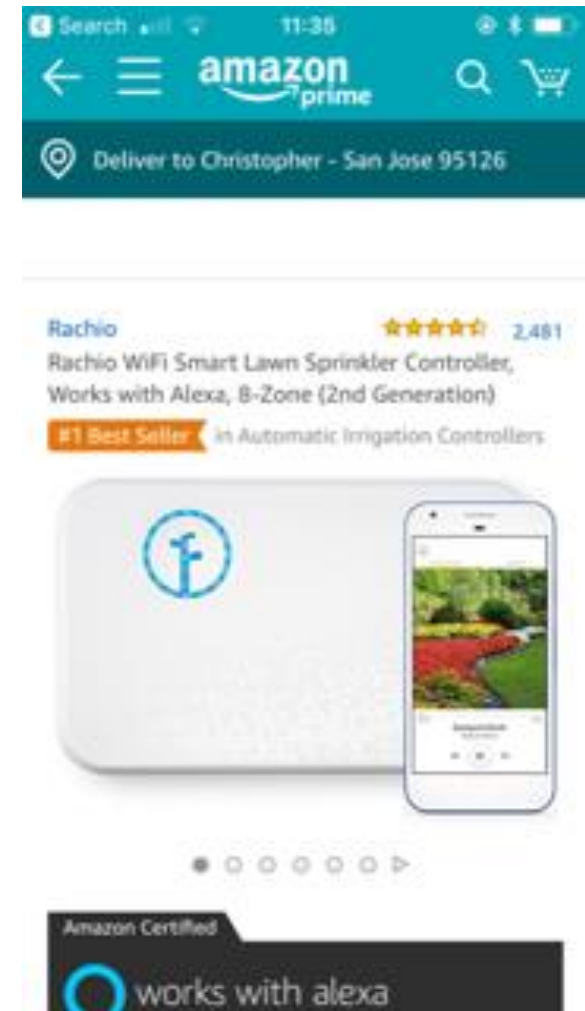 Search 11:35
amazon
prime
Deliver to Christopher - San Jose 95126
Rachio 2,481
Rachio WiFi Smart Lawn Sprinkler Controller,
Works with Alexa, 8-Zone (2nd Generation)
#1 Best Seller in Automatic Irrigation Controllers
Amazon Certified
works with alexa